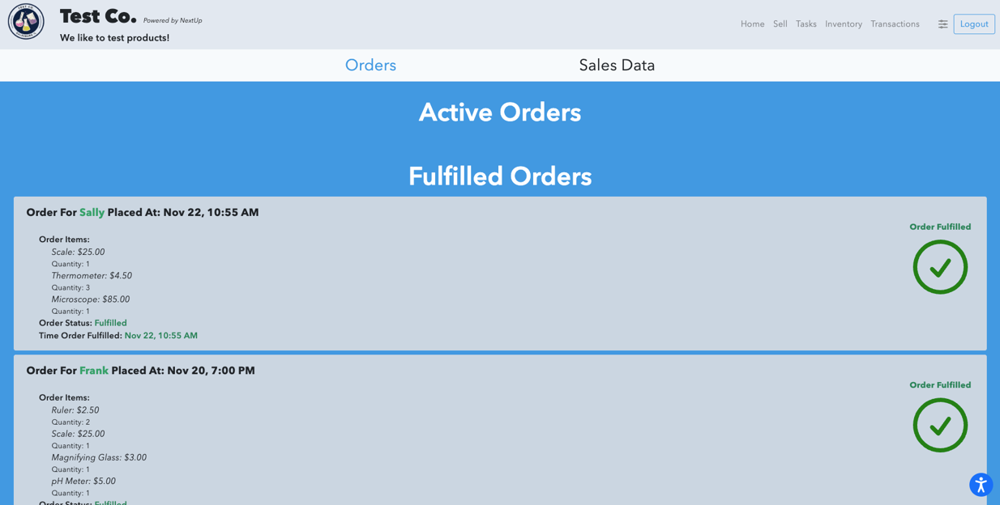 Test Co. Powered by NextUp
We like to test products!
Home Sell Tasks Inventory Transactions Logout
Orders Sales Data
Active Orders
Fulfilled Orders
Order For Sally Placed At: Nov 22, 10:55 AM
Order Fulfilled
Order Items:
Scale: $25.00
Quantity: 1
Thermometer: $4.50
Quantity: 3
Microscope: $85.00
Quantity: 1
Order Status: Fulfilled
Time Order Fulfilled: Nov 22, 10:55 AM
Order For Frank Placed At: Nov 20, 7:00 PM
Order Fulfilled
Order Items:
Ruler: $2.50
Quantity: 2
Scale: $25.00
Quantity: 1
Magnifying Glass: $3.00
Quantity: 1
pH Meter: $5.00
Quantity: 1
Order Status: Fulfilled